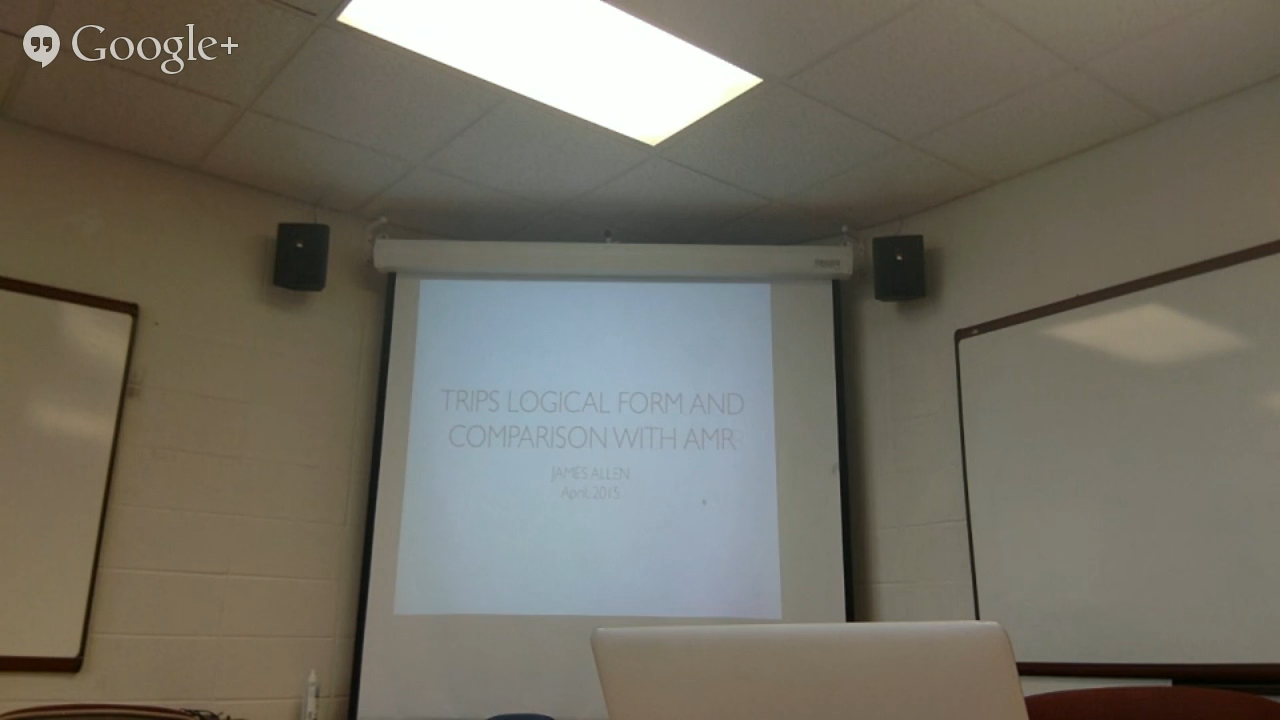 Google+
TRIPS LOGICAL FORM AND
COMPARISON WITH AMR
JAMES ALLEN
April, 2015